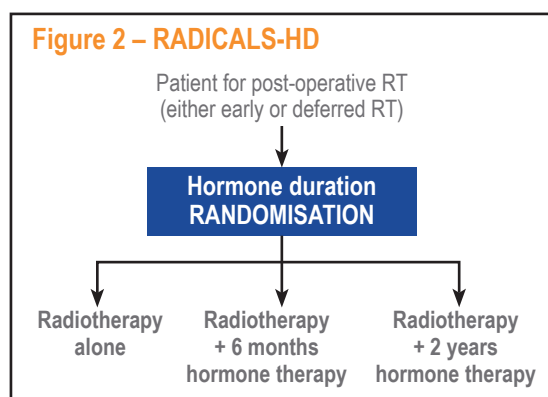 Figure 2 – RADICALS-HD
Patient for post-operative RT
(either early or deferred RT)
Hormone duration
RANDOMISATION
Radiotherapy
alone
Radiotherapy
+ 6 months
hormone therapy
Radiotherapy
+ 2 years
hormone therapy